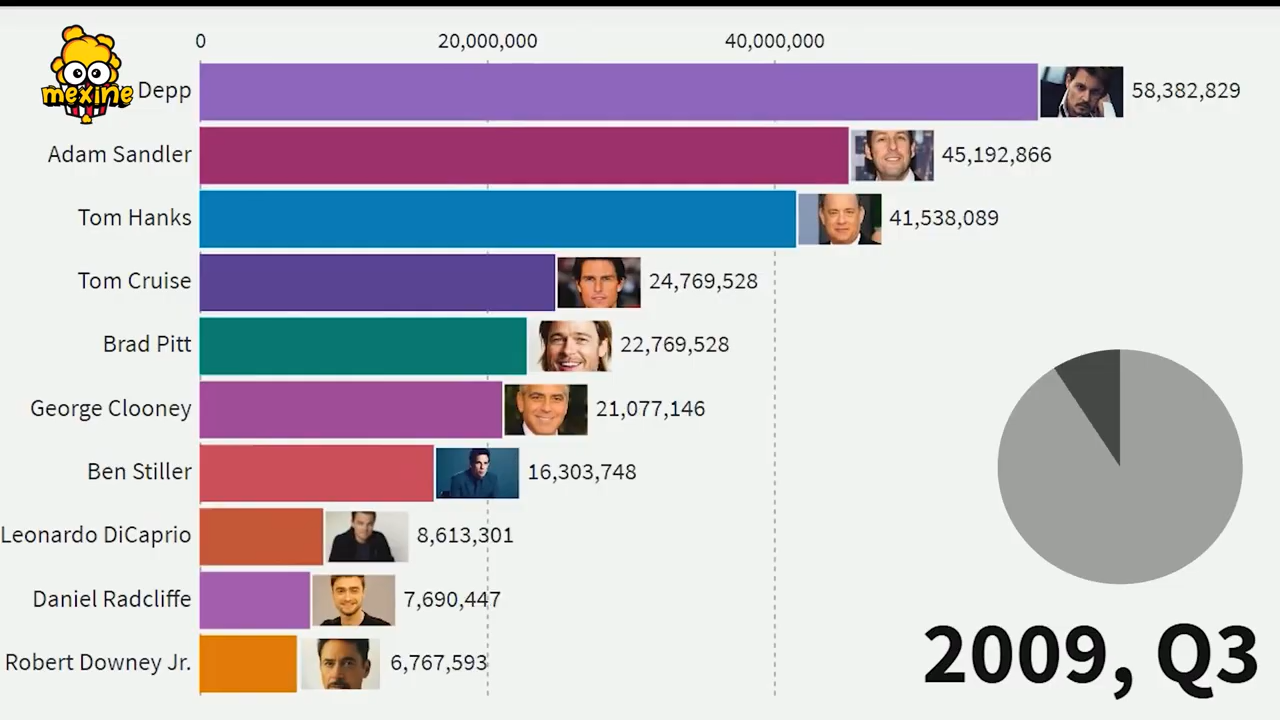 0 20,000,000 40,000,000
mexine
Depp 58,382,829
Adam Sandler 45,192,866
Tom Hanks 41,538,089
Tom Cruise 24,769,528
Brad Pitt 22,769,528
George Clooney 21,077,146
Ben Stiller 16,303,748
Leonardo DiCaprio 8,613,301
Daniel Radcliffe 7,690,447
Robert Downey Jr. 6,767,593
2009, Q3